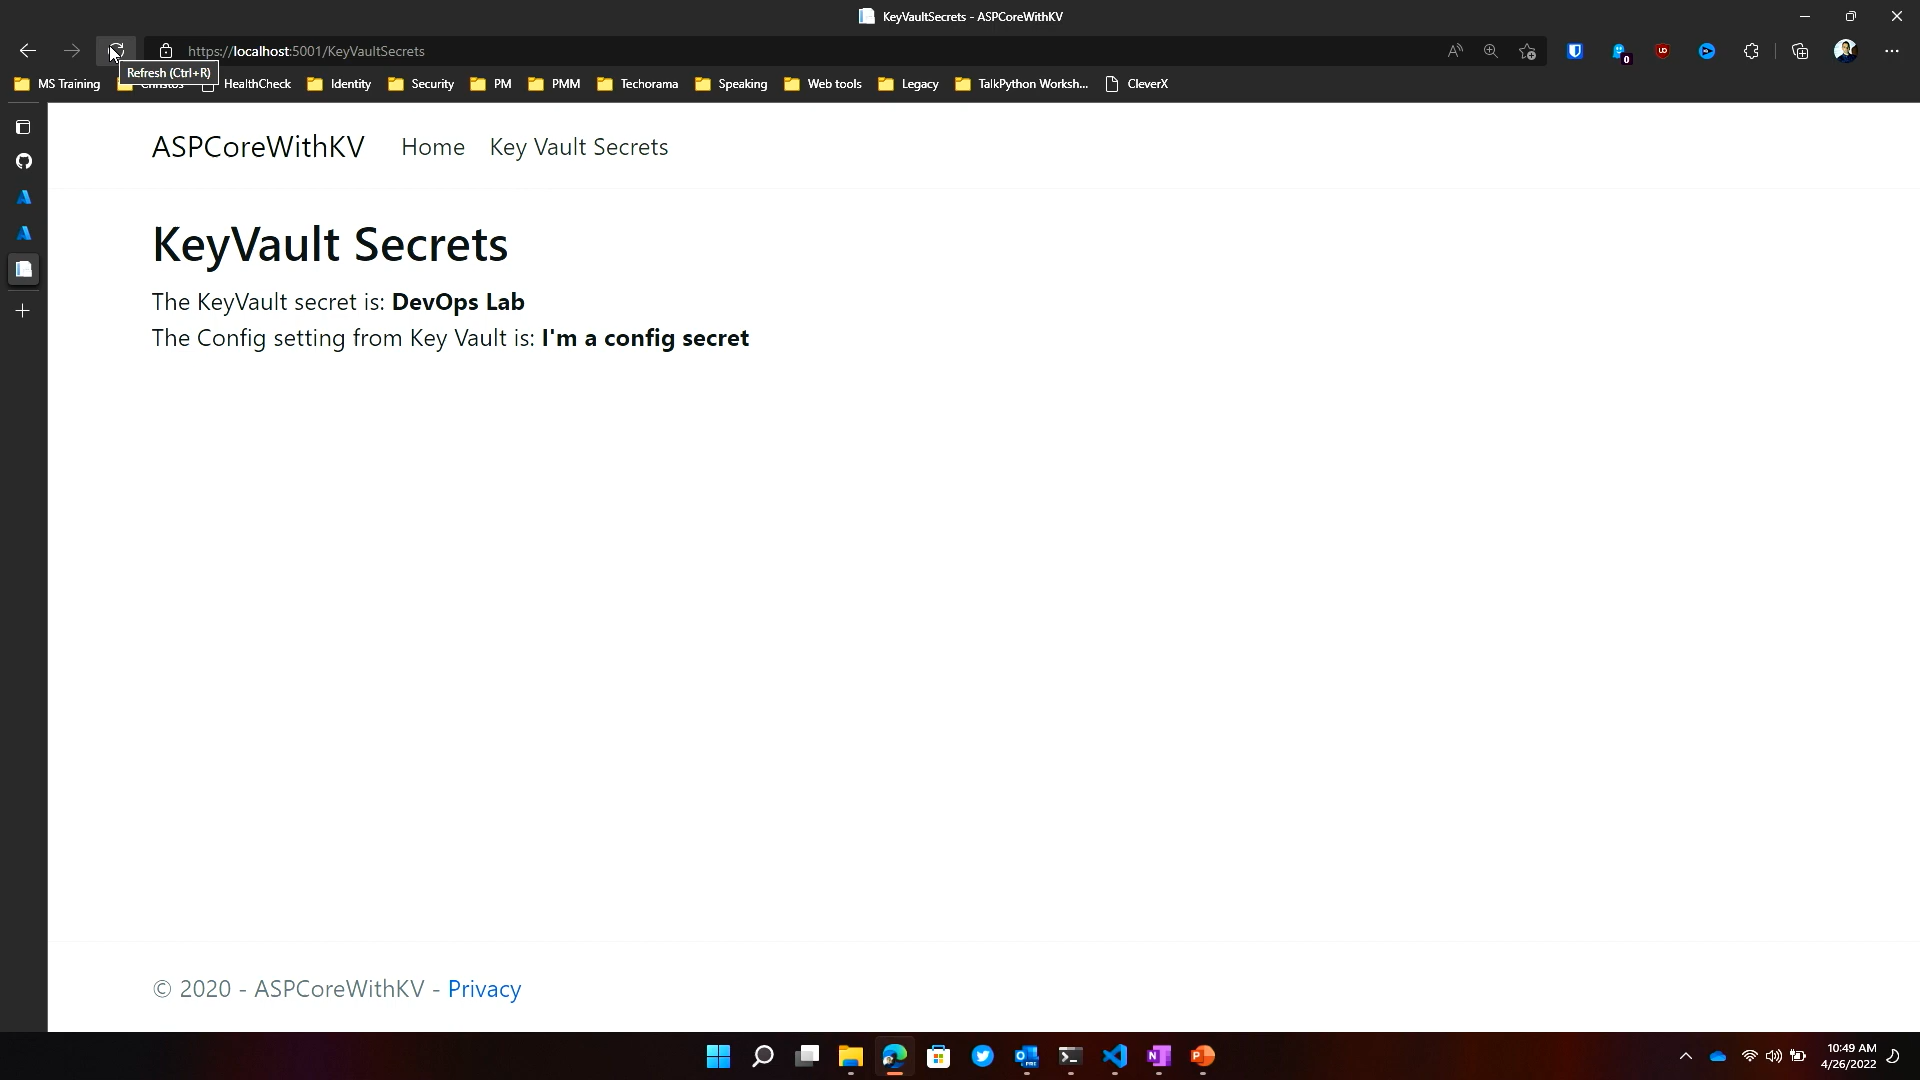 KeyVaultSecrets - ASPCoreWithKV
https://localhost:5001/KeyVaultSecrets
0
UD
Refresh (Ctrl+R)
MS Training
HealthCheck
Identity
Security
PM
PMM
Techorama
Speaking
Web tools
Legacy
TalkPython Worksh...
CleverX
ASPCoreWithKV Home Key Vault Secrets
KeyVault Secrets
The KeyVault secret is: DevOps Lab
The Config setting from Key Vault is: I'm a config secret
© 2020 - ASPCoreWithKV - Privacy
10:49 AM
4/26/2022